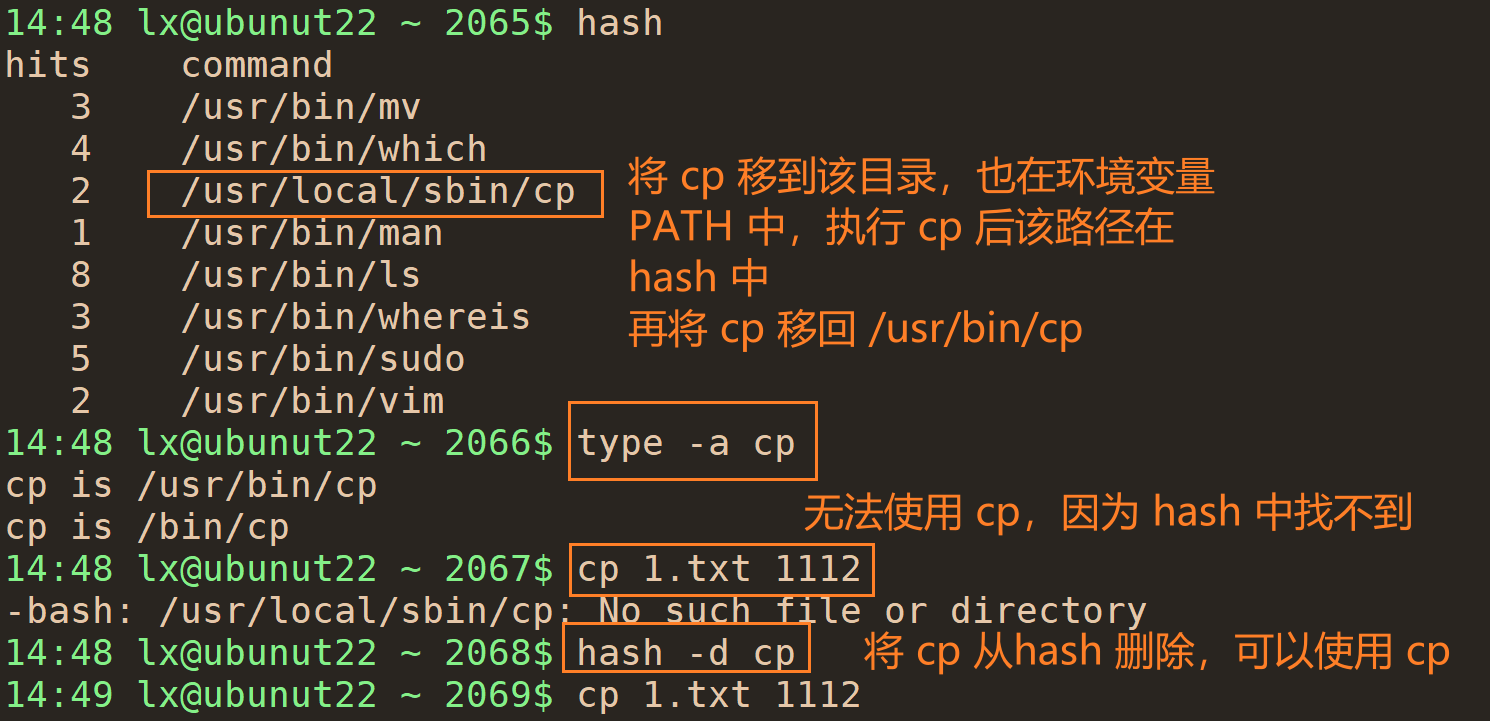 14:48 lx@ubunut22 ~ 2065$ hash
hits    command
   3    /usr/bin/mv
   4    /usr/bin/which
   2    /usr/local/sbin/cp
   1    /usr/bin/man
   8    /usr/bin/ls
   3    /usr/bin/whereis
   5    /usr/bin/sudo
   2    /usr/bin/vim
将 cp 移到该目录，也在环境变量
PATH 中，执行 cp 后该路径在
hash 中
再将 cp 移回 /usr/bin/cp
14:48 lx@ubunut22 ~ 2066$ type -a cp
cp is /usr/bin/cp
cp is /bin/cp
无法使用 cp，因为 hash 中找不到
14:48 lx@ubunut22 ~ 2067$ cp 1.txt 1112
-bash: /usr/local/sbin/cp: No such file or directory
14:48 lx@ubunut22 ~ 2068$ hash -d cp
将 cp 从hash 删除，可以使用 cp
14:49 lx@ubunut22 ~ 2069$ cp 1.txt 1112